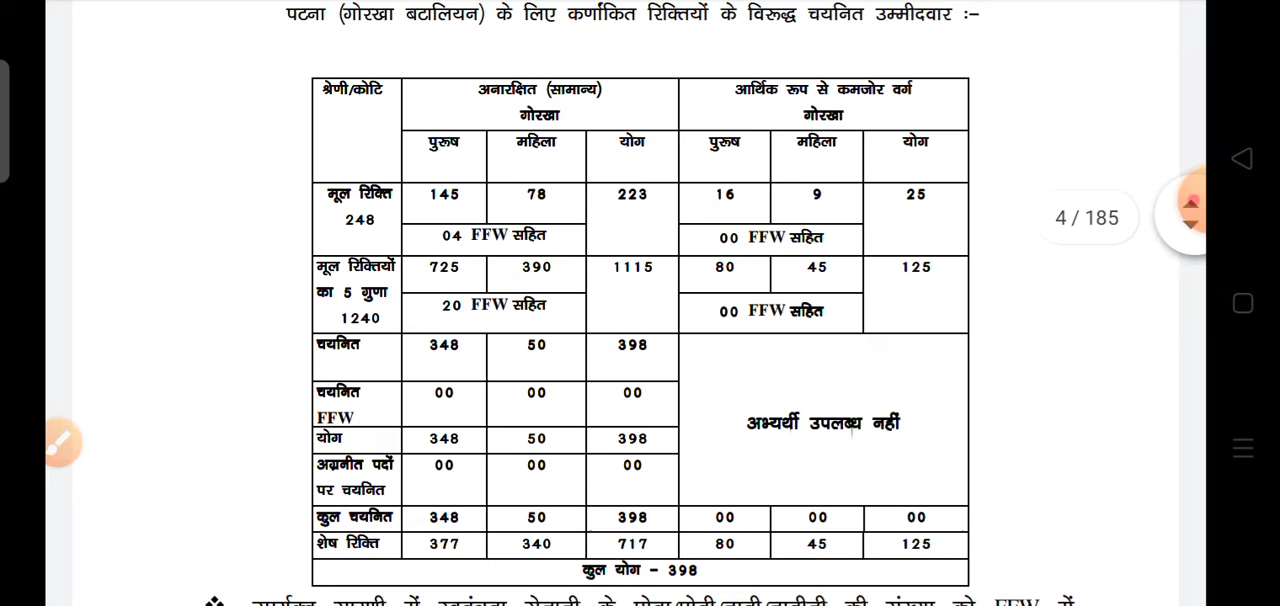 पटना (गोरखा बटालियन) के लिए कर्णांकित रिक्तियों के विरूद्ध चयनित उम्मीदवार :–
श्रेणी/कोटि अनारक्षित (सामान्य) गोरखा आर्थिक रूप से कमजोर वर्ग गोरखा
पुरूष महिला योग पुरूष महिला योग
मूल रिक्ति 248 145 78 223 16 9 25
04 FFW सहित 00 FFW सहित
मूल रिक्तियों का 5 गुणा 1240 725 390 1115 80 45 125
20 FFW सहित 00 FFW सहित
चयनित 348 50 398
चयनित FFW 00 00 00
अभ्यर्थी उपलब्ध नहीं
योग 348 50 398
अग्रनीत पदों पर चयनित 00 00 00
कुल चयनित 348 50 398 00 00 00
शेष रिक्ति 377 340 717 80 45 125
कुल योग – 398
4 / 185